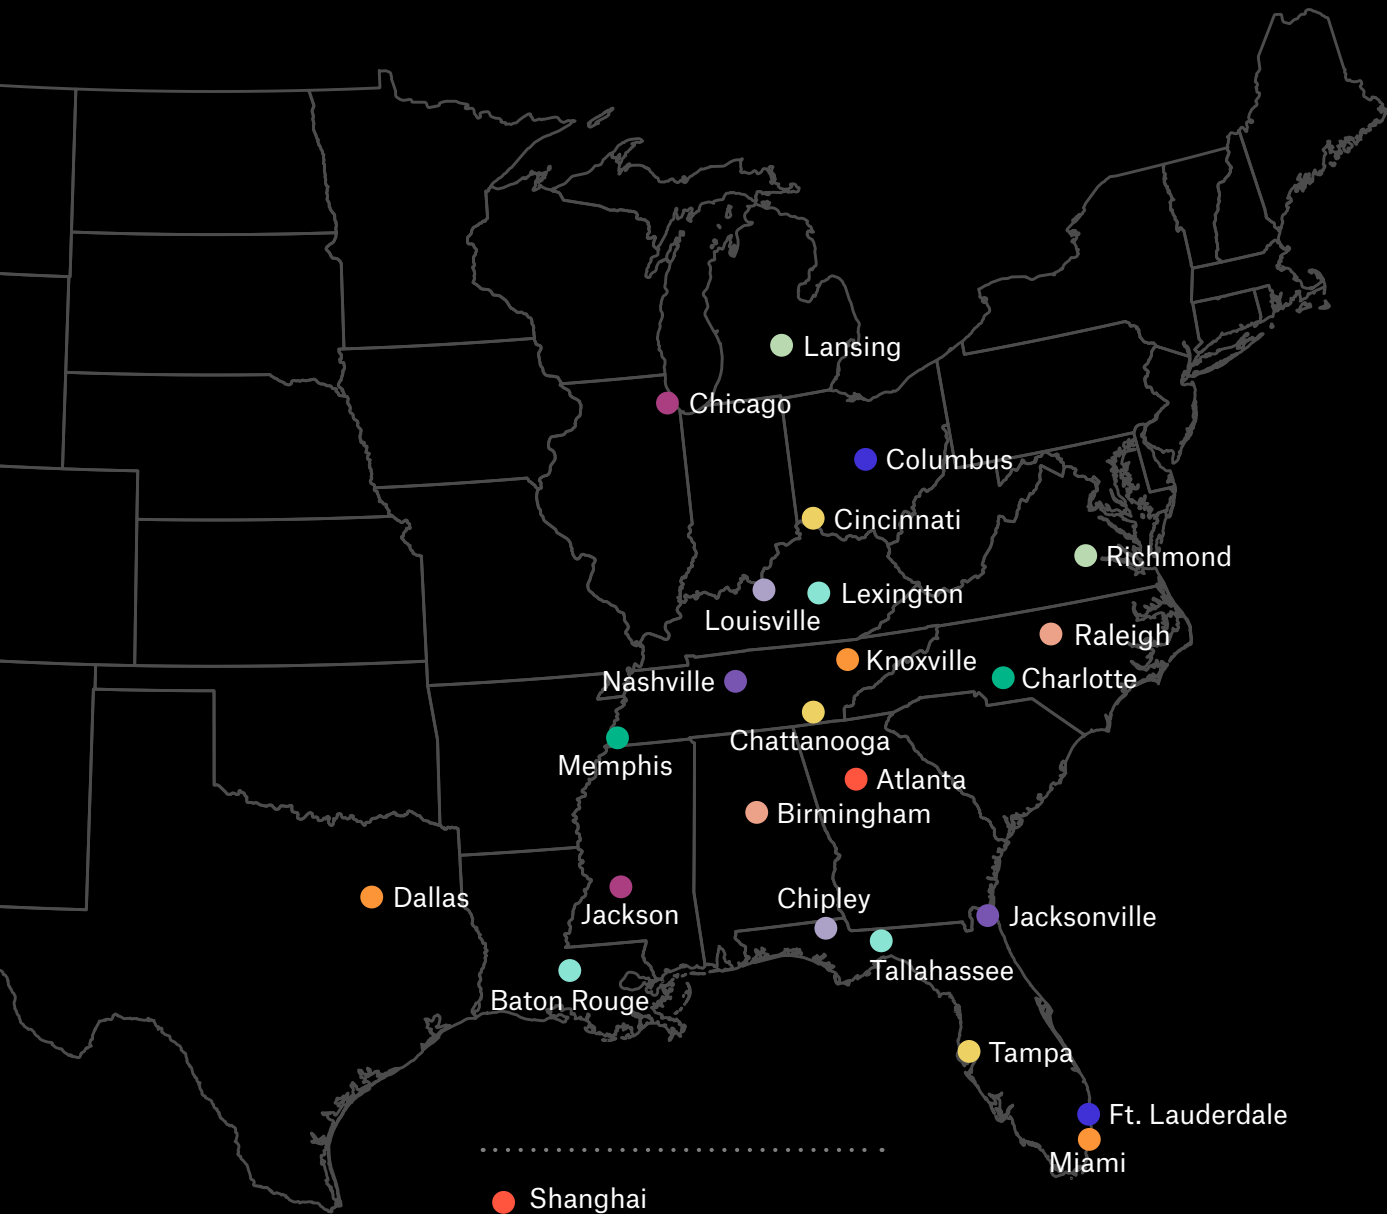 Lansing
Chicago
Columbus
Cincinnati
Richmond
Lexington
Louisville
Raleigh
Knoxville
Charlotte
Nashville
Chattanooga
Memphis
Atlanta
Birmingham
Dallas
Chipley
Jackson
Jacksonville
Tallahassee
Baton Rouge
Tampa
Ft. Lauderdale
Miami
Shanghai